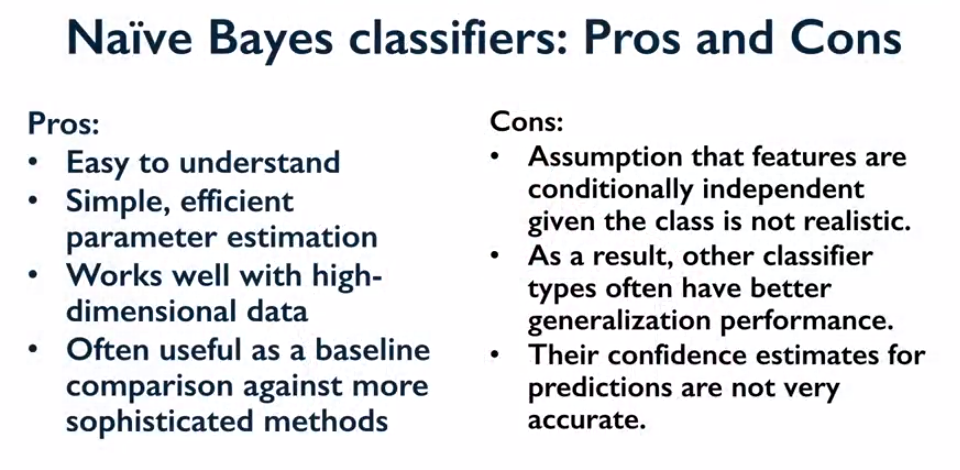 Naïve Bayes classifiers: Pros and Cons
Pros:
• Easy to understand
• Simple, efficient
parameter estimation
• Works well with high-
dimensional data
• Often useful as a baseline
comparison against more
sophisticated methods
Cons:
• Assumption that features are
conditionally independent
given the class is not realistic.
• As a result, other classifier
types often have better
generalization performance.
• Their confidence estimates for
predictions are not very
accurate.